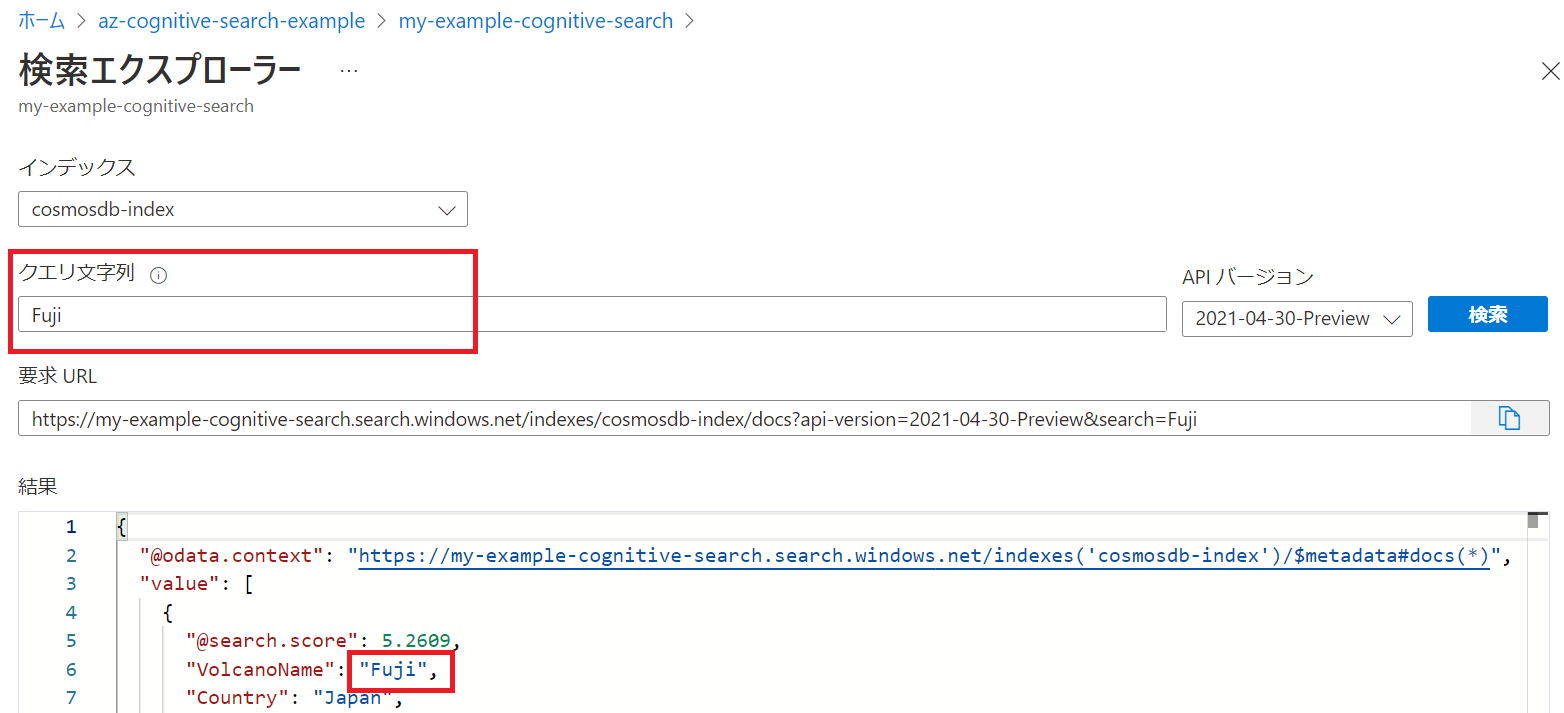 ホーム > az-cognitive-search-example > my-example-cognitive-search >
検索エクスプローラー ...
my-example-cognitive-search
インデックス
cosmosdb-index
クエリ文字列
Fuji
API バージョン
2021-04-30-Preview
検索
要求 URL
https://my-example-cognitive-search.search.windows.net/indexes/cosmosdb-index/docs?api-version=2021-04-30-Preview&search=Fuji
結果
1 {
2 "@odata.context": "https://my-example-cognitive-search.search.windows.net/indexes('cosmosdb-index')/$metadata#docs(*)",
3 "value": [
4 {
5 "@search.score": 5.2609,
6 "VolcanoName": "Fuji",
7 "Country": "Japan",